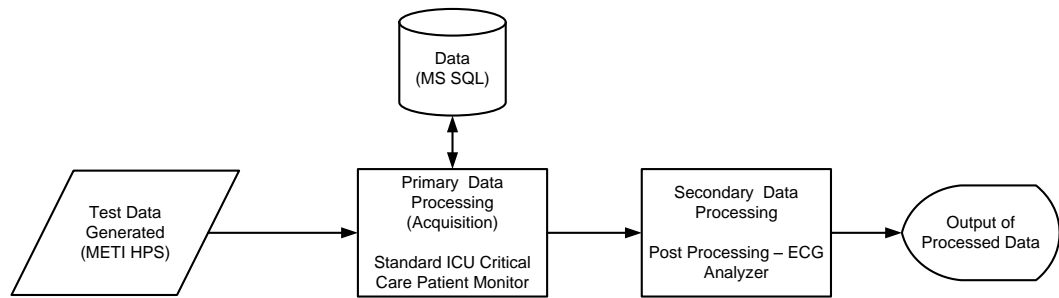 Data
(MS SQL)
Test Data
Generated
(METI HPS)
Primary Data
Processing
(Acquisition)
Standard ICU Critical
Care Patient Monitor
Secondary Data
Processing
Post Processing – ECG
Analyzer
Output of
Processed Data